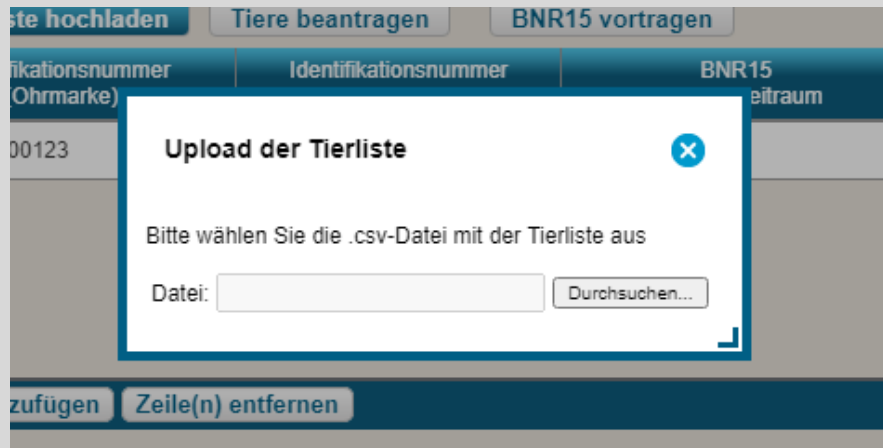 ste hochladen
Tiere beantragen
BNR15 vortragen
fikationsnummer
(Ohrmarke)
Identifikationsnummer
BNR15
eitraum
00123
Upload der Tierliste
Bitte wählen Sie die .csv-Datei mit der Tierliste aus
Datei:
Durchsuchen...
zufügen
Zeile(n) entfernen